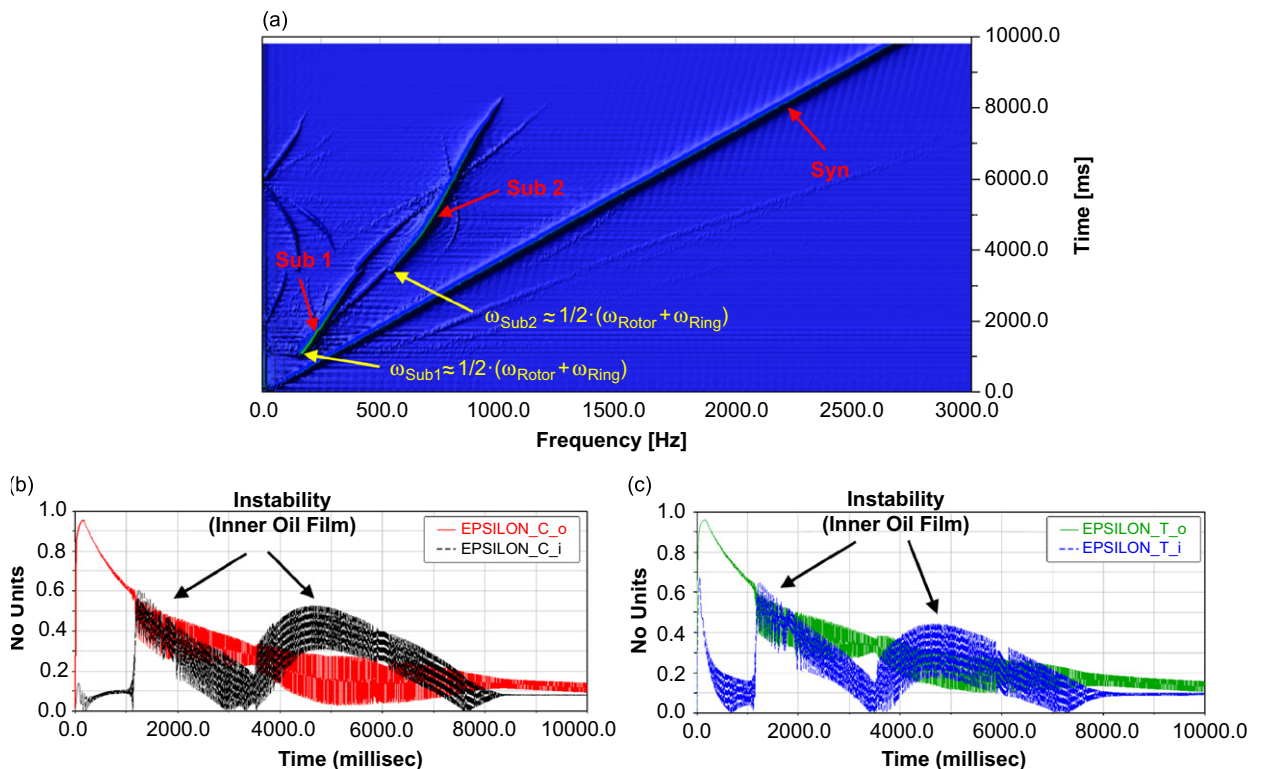 (a)
10000.0
8000.0
6000.0
4000.0
2000.0
0.0
Time [ms]
Syn
Sub 2
Sub 1
ωSub2 ≈ 1/2·(ωRotor+ωRing)
ωSub1≈ 1/2·(ωRotor+ωRing)
0.0 500.0 1000.0 1500.0 2000.0 2500.0 3000.0
Frequency [Hz]
(b)
Instability
(Inner Oil Film)
EPSILON_C_o
EPSILON_C_i
1.0
0.8
0.6
0.4
0.2
0.0
No Units
0.0 2000.0 4000.0 6000.0 8000.0 10000.0
Time (millisec)
(c)
Instability
(Inner Oil Film)
EPSILON_T_o
EPSILON_T_i
1.0
0.8
0.6
0.4
0.2
0.0
No Units
0.0 2000.0 4000.0 6000.0 8000.0 10000.0
Time (millisec)